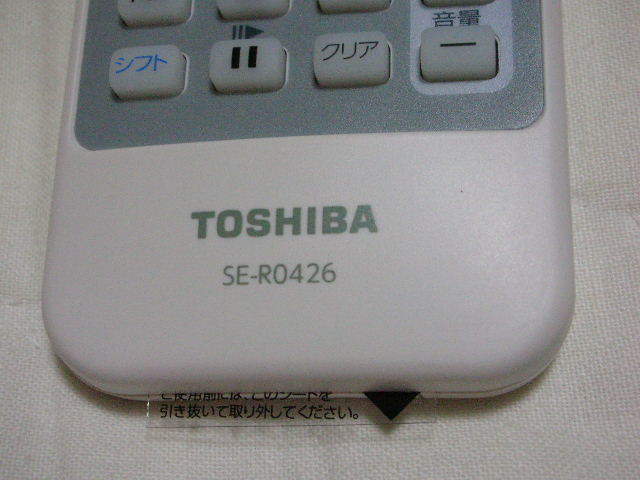 音量
シフト
クリア
TOSHIBA
SE-R0426
ご使用前には、このシートを
引き抜いて取り外してください。